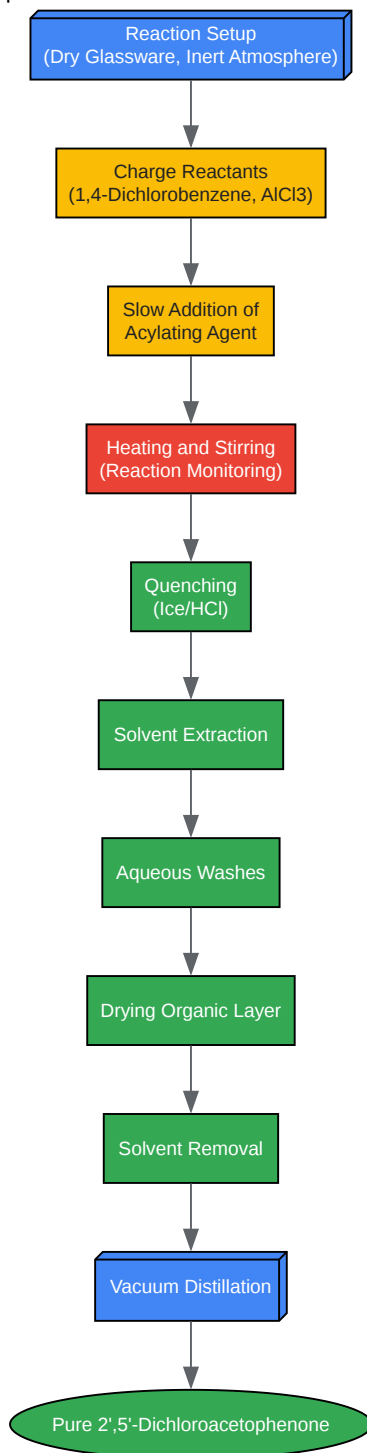 Reaction Setup
(Dry Glassware, Inert Atmosphere)
Charge Reactants
(1,4-Dichlorobenzene, AlCl3)
Slow Addition of
Acylating Agent
Heating and Stirring
(Reaction Monitoring)
Quenching
(Ice/HCl)
Solvent Extraction
Aqueous Washes
Drying Organic Layer
Solvent Removal
Vacuum Distillation
Pure 2',5'-Dichloroacetophenone